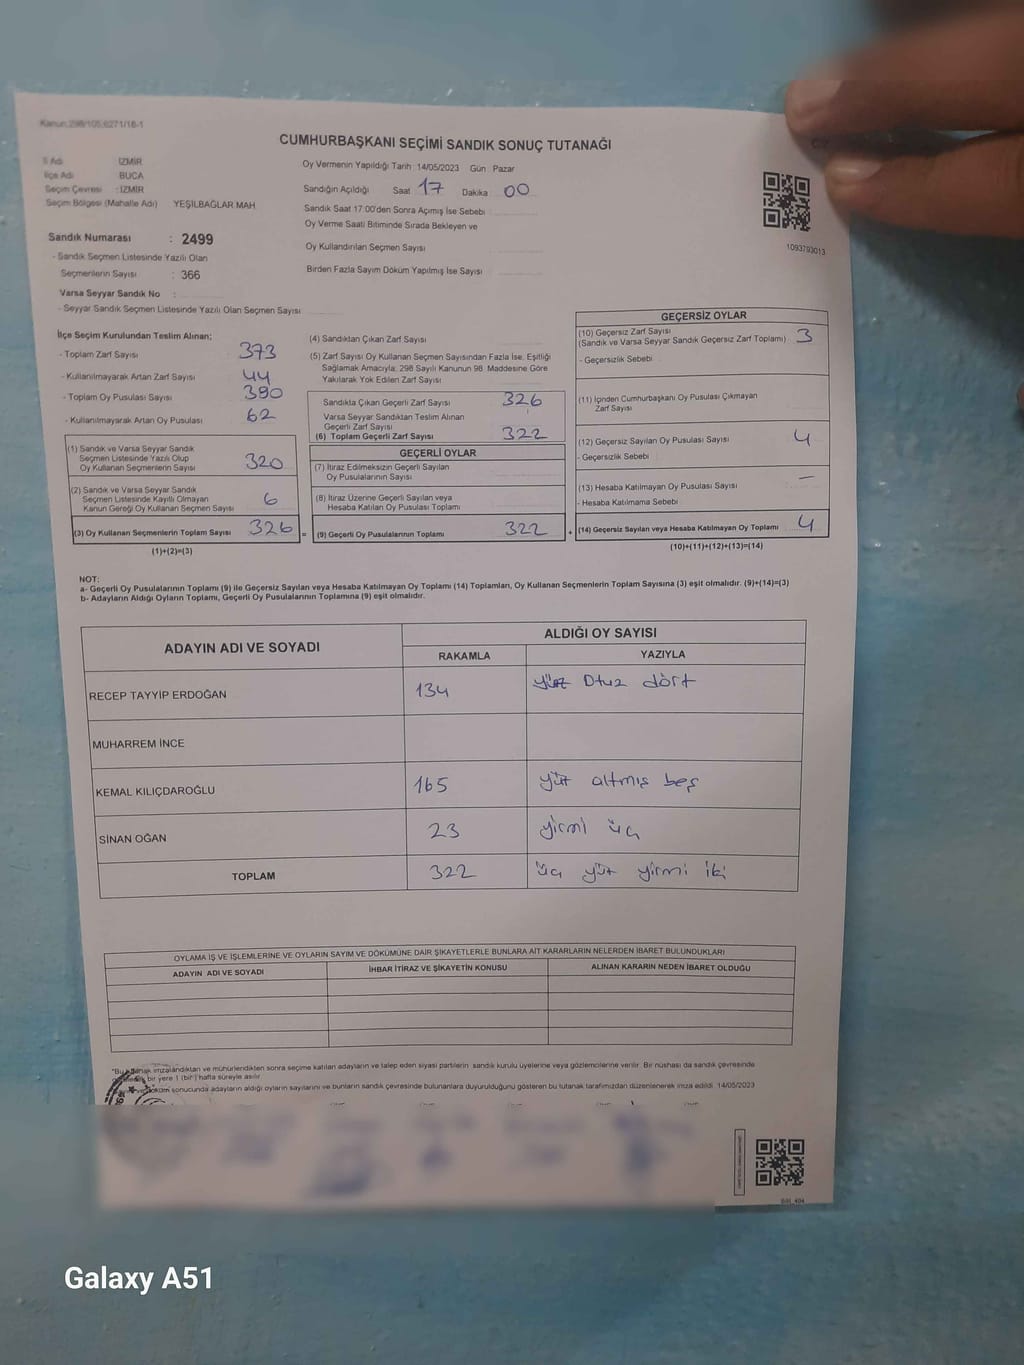 Kanun:298/105,6271/18-1
CUMHURBAŞKANI SEÇİMİ SANDIK SONUÇ TUTANAĞI
İl Adı İZMİR
İlçe Adı BUCA
Seçim Çevresi : İZMİR
Seçim Bölgesi (Mahalle Adı) YEŞİLBAĞLAR MAH
Sandık Numarası : 2499
- Sandık Seçmen Listesinde Yazılı Olan
Seçmenlerin Sayısı : 366
Varsa Seyyar Sandık No :
- Seyyar Sandık Seçmen Listesinde Yazılı Olan Seçmen Sayısı
Oy Vermenin Yapıldığı Tarih : 14/05/2023 Gün : Pazar
Sandığın Açıldığı Saat 17 Dakika 00
Sandık Saat 17:00'den Sonra Açımış İse Sebebi
Oy Verme Saati Bitiminde Sırada Bekleyen ve
Oy Kullandırılan Seçmen Sayısı
Birden Fazla Sayım Döküm Yapılmış İse Sayısı
1093793013
İlçe Seçim Kurulundan Teslim Alınan;
- Toplam Zarf Sayısı 373
- Kullanılmayarak Artan Zarf Sayısı 44
- Toplam Oy Pusulası Sayısı 380
- Kullanılmayarak Artan Oy Pusulası 62
(1) Sandık ve Varsa Seyyar Sandık
Seçmen Listesinde Yazılı Olup
Oy Kullanan Seçmenlerin Sayısı 320
(2) Sandık ve Varsa Seyyar Sandık
Seçmen Listesinde Kayıtlı Olmayan
Kanun Gereği Oy Kullanan Seçmen Sayısı 6
(3) Oy Kullanan Seçmenlerin Toplam Sayısı 326 =
(1)+(2)=(3)
(4) Sandıktan Çıkan Zarf Sayısı
(5) Zarf Sayısı Oy Kullanan Seçmen Sayısından Fazla İse, Eşitliği
Sağlamak Amacıyla; 298 Sayılı Kanunun 98. Maddesine Göre
Yakılarak Yok Edilen Zarf Sayısı
Sandıkta Çıkan Geçerli Zarf Sayısı 326
Varsa Seyyar Sandıktan Teslim Alınan
Geçerli Zarf Sayısı
(6) Toplam Geçerli Zarf Sayısı 322
GEÇERLİ OYLAR
(7) İtiraz Edilmeksizin Geçerli Sayılan
Oy Pusulalarının Sayısı
(8) İtiraz Üzerine Geçerli Sayılan veya
Hesaba Katılan Oy Pusulası Toplamı
(9) Geçerli Oy Pusulalarının Toplamı 322 +
GEÇERSİZ OYLAR
(10) Geçersiz Zarf Sayısı 3
(Sandık ve Varsa Seyyar Sandık Geçersiz Zarf Toplamı)
- Geçersizlik Sebebi
(11) İçinden Cumhurbaşkanı Oy Pusulası Çıkmayan
Zarf Sayısı
(12) Geçersiz Sayılan Oy Pusulası Sayısı 4
- Geçersizlik Sebebi
(13) Hesaba Katılmayan Oy Pusulası Sayısı —
- Hesaba Katılmama Sebebi
(14) Geçersiz Sayılan veya Hesaba Katılmayan Oy Toplamı 4
(10)+(11)+(12)+(13)=(14)
NOT:
a- Geçerli Oy Pusulalarının Toplamı (9) ile Geçersiz Sayılan veya Hesaba Katılmayan Oy Toplamı (14) Toplamları, Oy Kullanan Seçmenlerin Toplam Sayısına (3) eşit olmalıdır. (9)+(14)=(3)
b- Adayların Aldığı Oyların Toplamı, Geçerli Oy Pusulalarının Toplamına (9) eşit olmalıdır.
ADAYIN ADI VE SOYADI ALDIĞI OY SAYISI
RAKAMLA YAZIYLA
RECEP TAYYİP ERDOĞAN 134 yüz Otuz dört
MUHARREM İNCE
KEMAL KILIÇDAROĞLU 165 yüz altmış beş
SİNAN OĞAN 23 yirmi üç
TOPLAM 322 üç yüz yirmi iki
OYLAMA İŞ VE İŞLEMLERİNE VE OYLARIN SAYIM VE DÖKÜMÜNE DAİR ŞİKAYETLERLE BUNLARA AİT KARARLARIN NELERDEN İBARET BULUNDUKLARI
ADAYIN ADI VE SOYADI İHBAR İTİRAZ VE ŞİKAYETİN KONUSU ALINAN KARARIN NEDEN İBARET OLDUĞU
imzalandıktan ve mühürlendikten sonra seçime katılan adayların ve talep eden siyasi partilerin sandık kurulu üyelerine veya gözlemcilerine verilir. Bir nüshası da sandık çevresinde
bir yere 1 (bir) hafta süreyle asılır.
sonucunda adayların aldığı oyların sayılarını ve bunların sandık çevresinde bulunanlara duyurulduğunu gösteren bu tutanak tarafımızdan düzenlenerek imza edildi. 14/05/2023
Galaxy A51